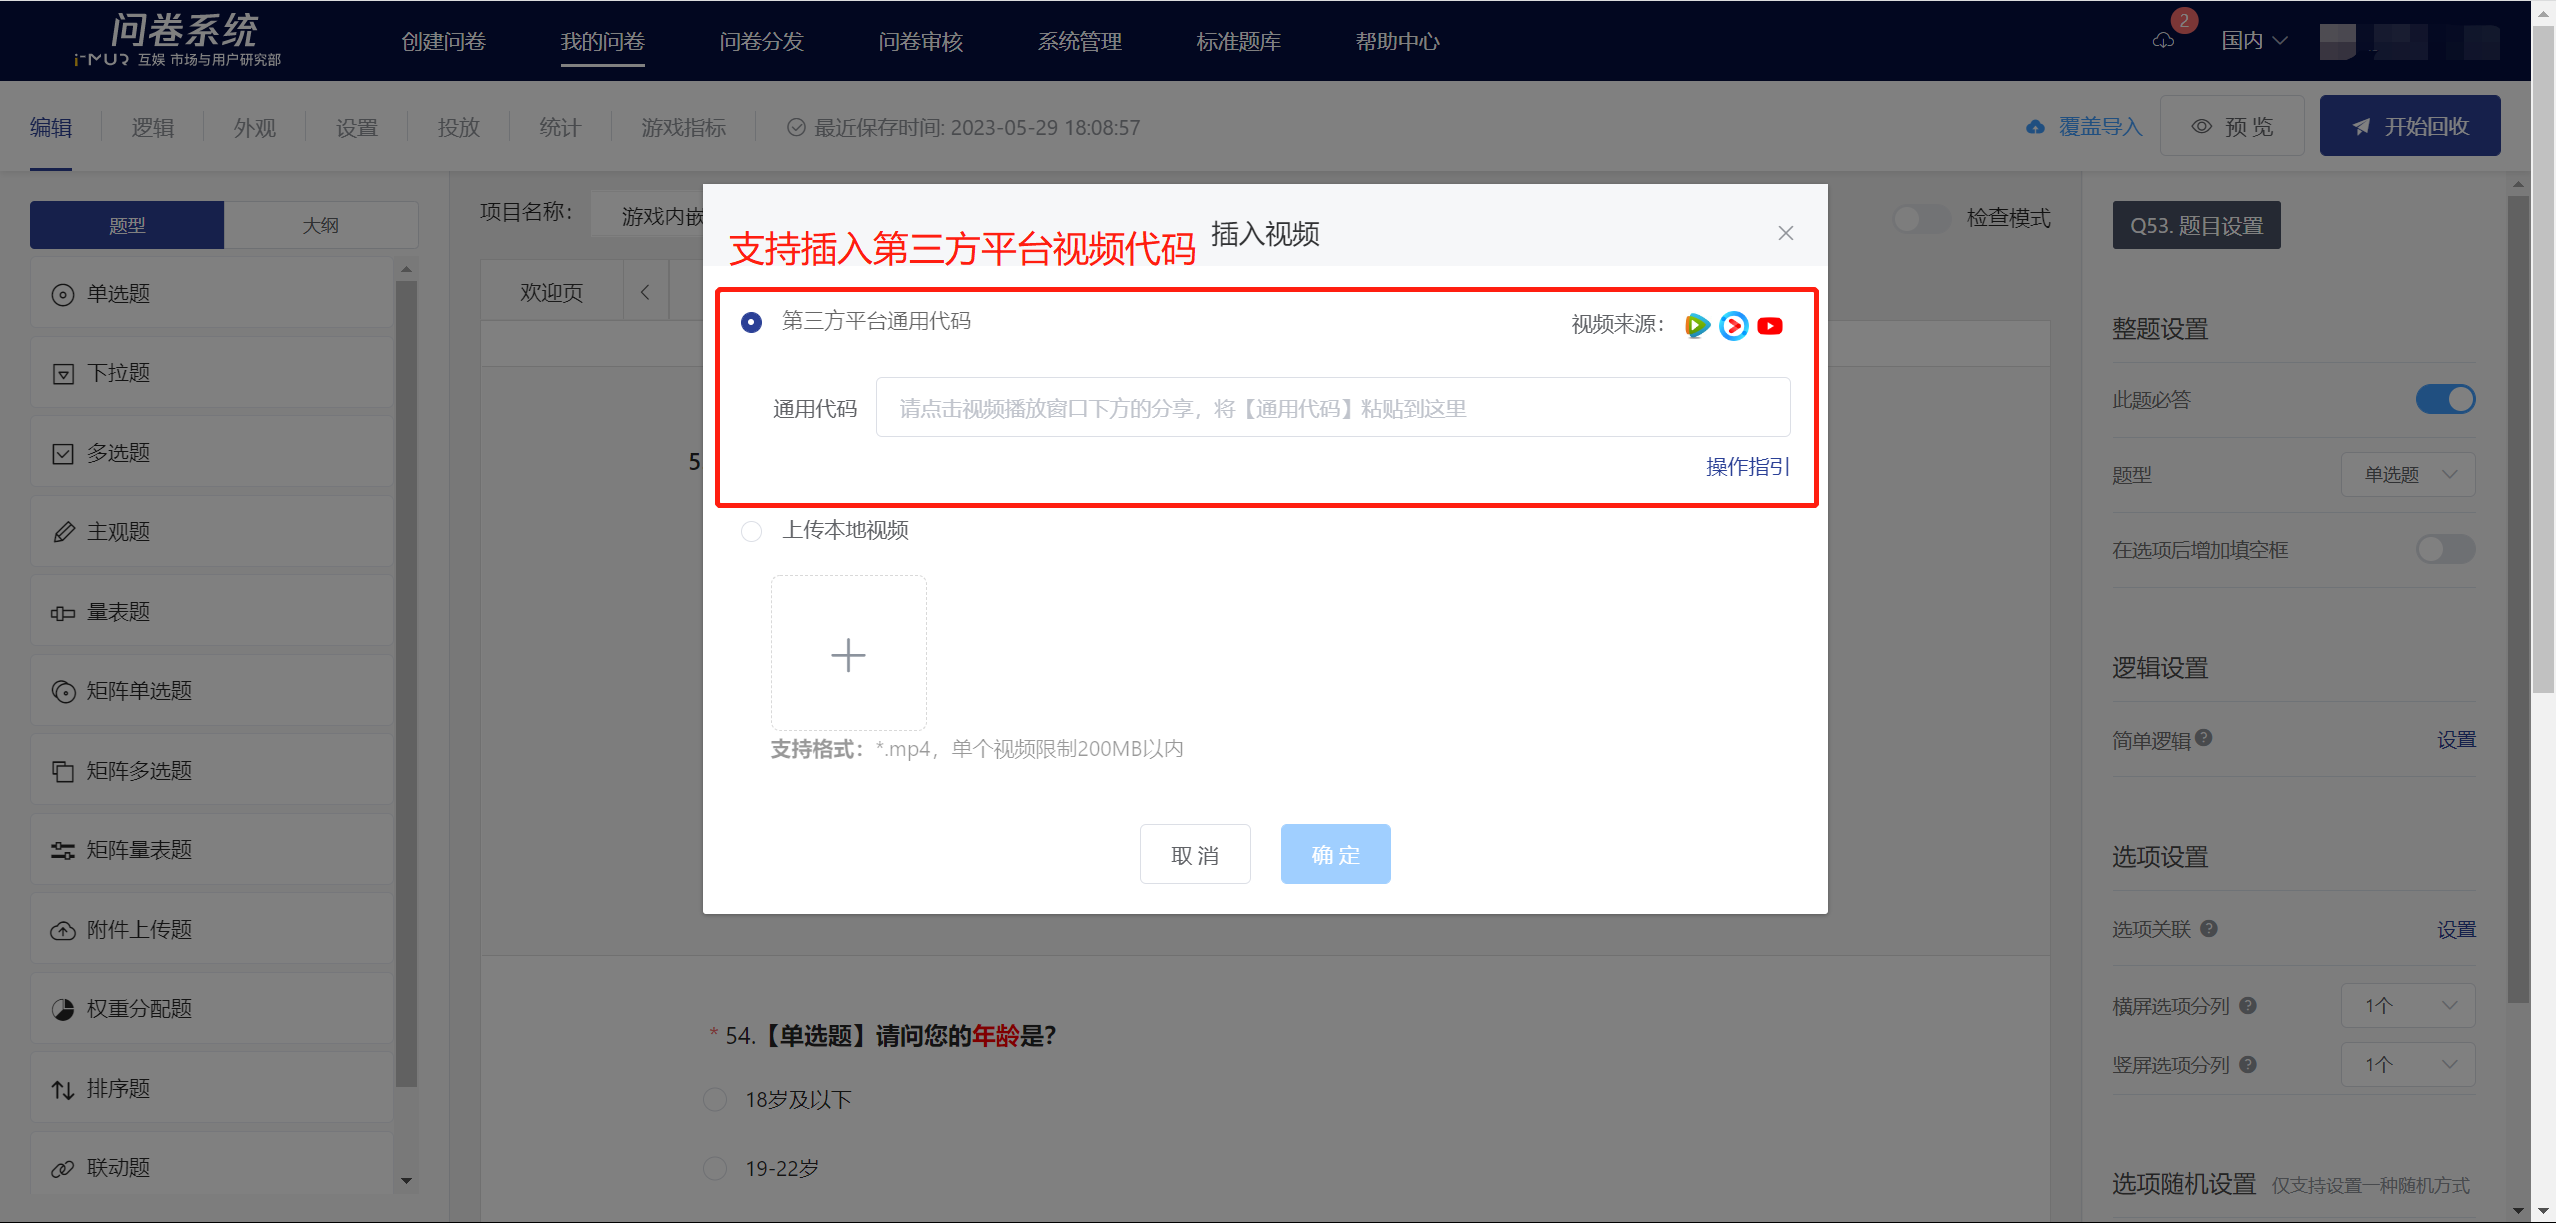 问卷系统
i-MUR 互娱 市场与用户研究部
创建问卷
我的问卷
问卷分发
问卷审核
系统管理
标准题库
帮助中心
2
国内
编辑
逻辑
外观
设置
投放
统计
游戏指标
最近保存时间: 2023-05-29 18:08:57
覆盖导入
预 览
开始回收
题型
大纲
单选题
下拉题
多选题
主观题
量表题
矩阵单选题
矩阵多选题
矩阵量表题
附件上传题
权重分配题
排序题
联动题
项目名称：
游戏内嵌
检查模式
欢迎页
5
支持插入第三方平台视频代码
插入视频
第三方平台通用代码
视频来源：
通用代码
请点击视频播放窗口下方的分享，将【通用代码】粘贴到这里
操作指引
上传本地视频
支持格式：*.mp4，单个视频限制200MB以内
取 消
确 定
* 54.【单选题】请问您的年龄是?
18岁及以下
19-22岁
Q53. 题目设置
整题设置
此题必答
题型
单选题
在选项后增加填空框
逻辑设置
简单逻辑
设置
选项设置
选项关联
设置
横屏选项分列
1个
竖屏选项分列
1个
选项随机设置 仅支持设置一种随机方式